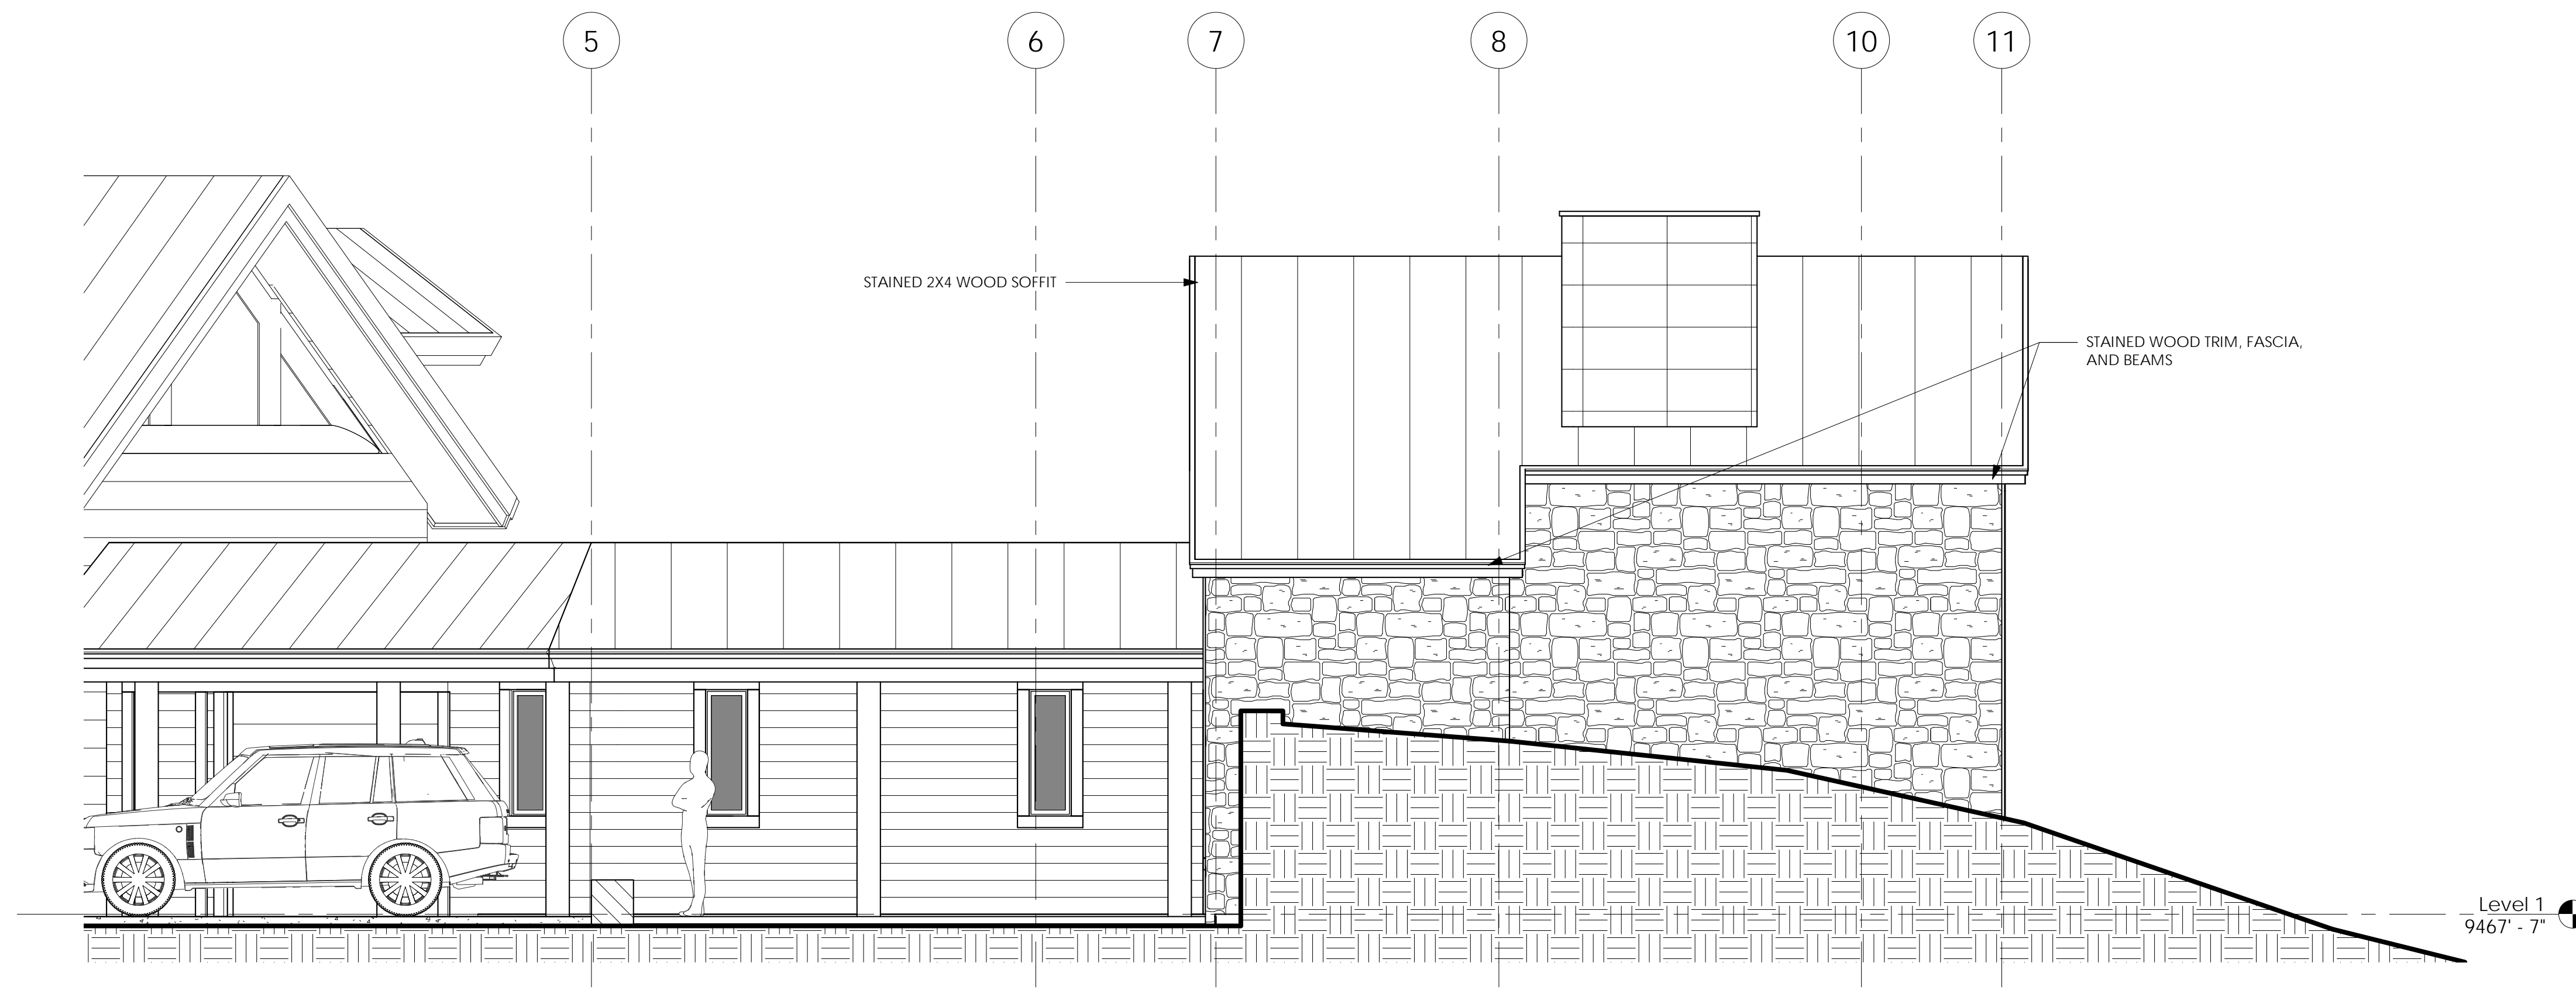 5 6 7 8 10 11
STAINED 2X4 WOOD SOFFIT
STAINED WOOD TRIM, FASCIA,
AND BEAMS
Level 1
9467' - 7"